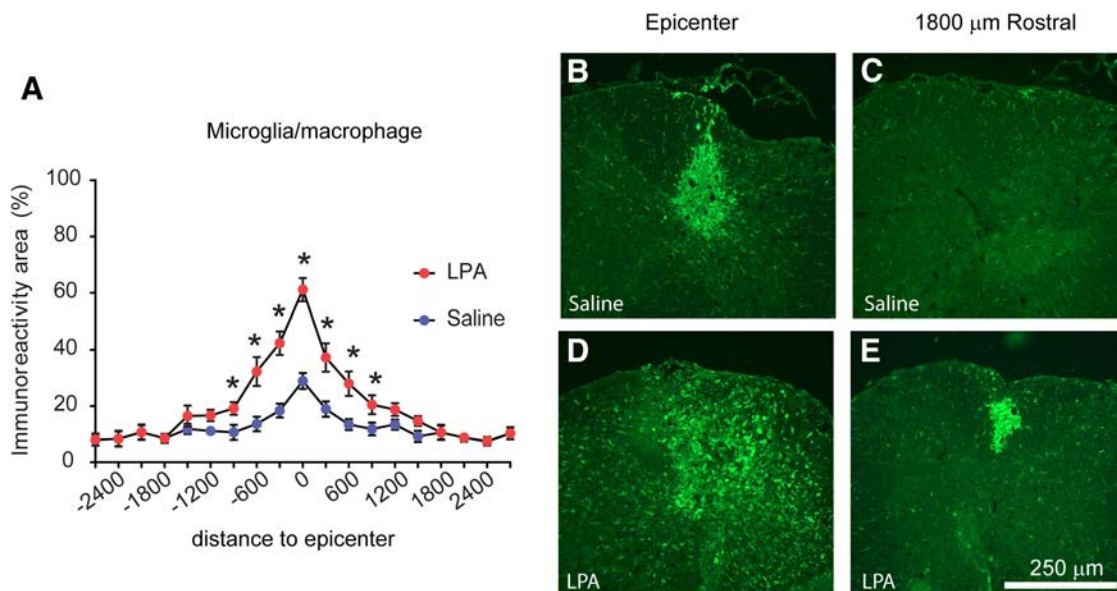 Epicenter
1800 μm Rostral
A
Microglia/macrophage
Immunoreactivity area (%)
100
80
60
40
20
0
* * * * * * *
LPA
Saline
-2400
-1800
-1200
-600
0
600
1200
1800
2400
distance to epicenter
B
Saline
C
Saline
D
LPA
E
LPA
250 μm